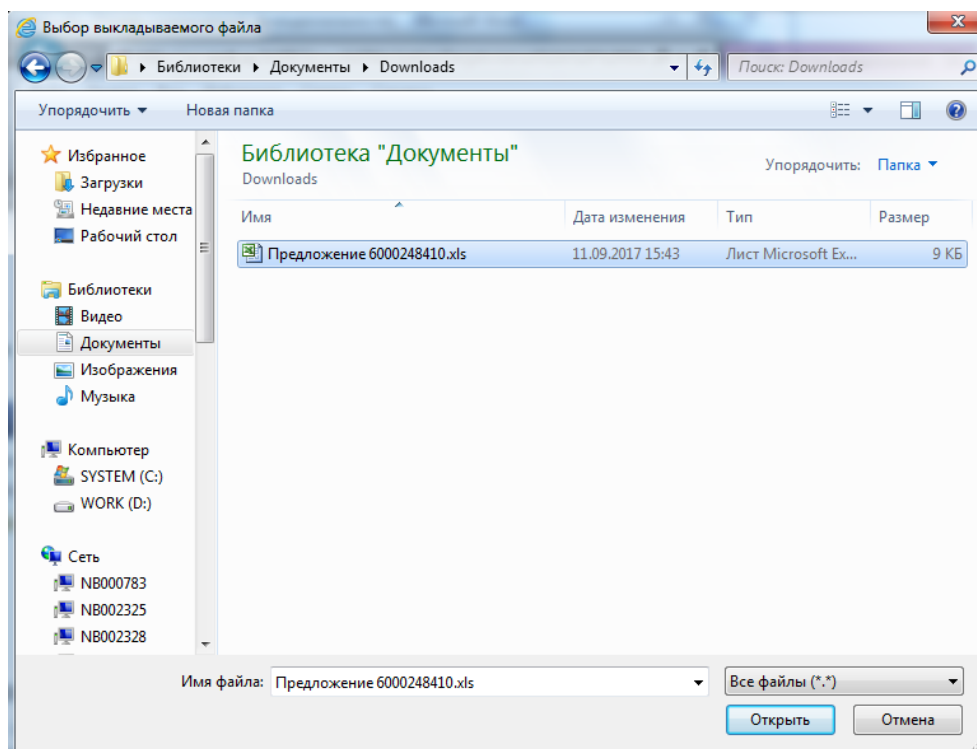 Выбор выкладываемого файла
Библиотеки Документы Downloads
Поиск: Downloads
Упорядочить Новая папка
Избранное
Загрузки
Недавние места
Рабочий стол
Библиотеки
Видео
Документы
Изображения
Музыка
Компьютер
SYSTEM (C:)
WORK (D:)
Сеть
NB000783
NB002325
NB002328
Библиотека "Документы"
Downloads
Упорядочить: Папка
Имя Дата изменения Тип Размер
Предложение 6000248410.xls 11.09.2017 15:43 Лист Microsoft Ex... 9 КБ
Имя файла: Предложение 6000248410.xls Все файлы (*.*)
Открыть Отмена